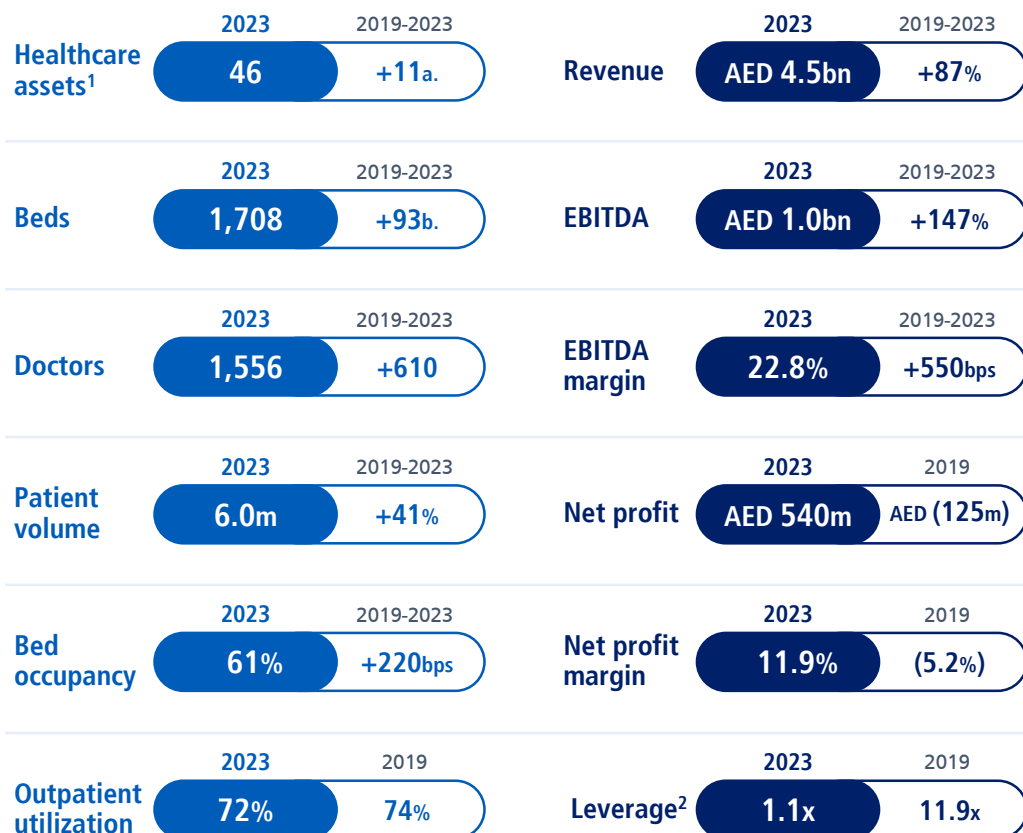 2023 2019-2023
Healthcare assets¹ 46 +11a.
2023 2019-2023
Revenue AED 4.5bn +87%
2023 2019-2023
Beds 1,708 +93b.
2023 2019-2023
EBITDA AED 1.0bn +147%
2023 2019-2023
Doctors 1,556 +610
2023 2019-2023
EBITDA margin 22.8% +550bps
2023 2019-2023
Patient volume 6.0m +41%
2023 2019
Net profit AED 540m AED (125m)
2023 2019-2023
Bed occupancy 61% +220bps
2023 2019
Net profit margin 11.9% (5.2%)
2023 2019
Outpatient utilization 72% 74%
2023 2019
Leverage² 1.1x 11.9x